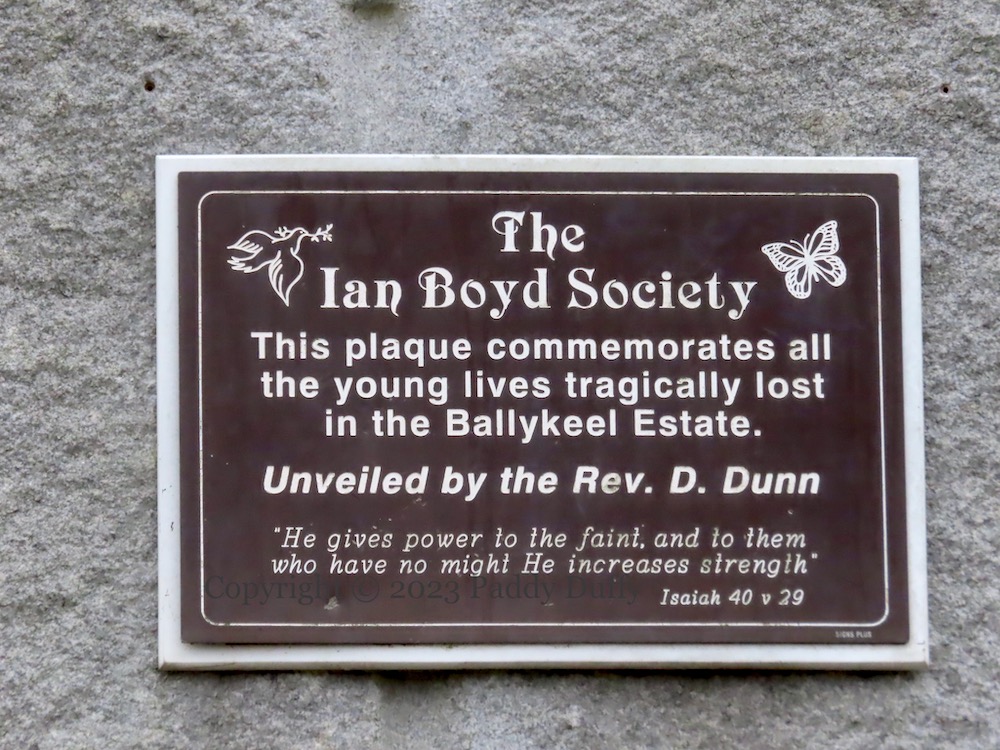 The
Ian Boyd Society
This plaque commemorates all
the young lives tragically lost
in the Ballykeel Estate.
Unveiled by the Rev. D. Dunn
"He gives power to the faint, and to them
who have no might He increases strength"
Copyright © 2023 Paddy Duffy
Isaiah 40 v 29
SIGNS PLUS